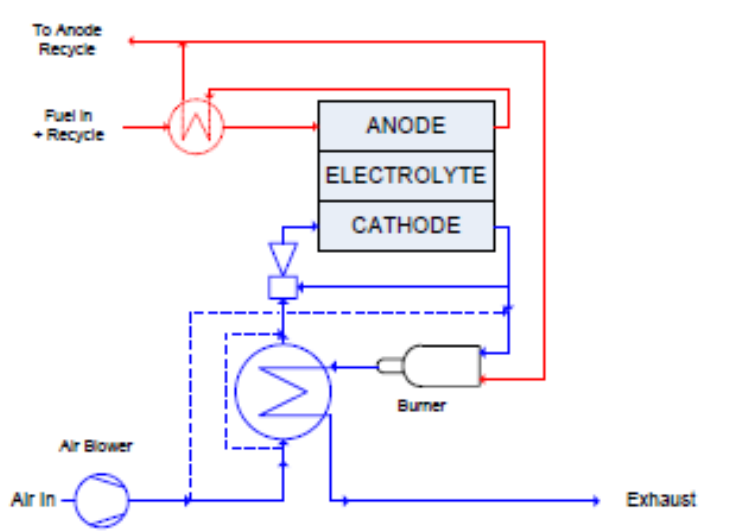 To Anode
Recycle
Fuel In
+ Recycle
ANODE
ELECTROLYTE
CATHODE
Burner
Air Blower
Air In
Exhaust